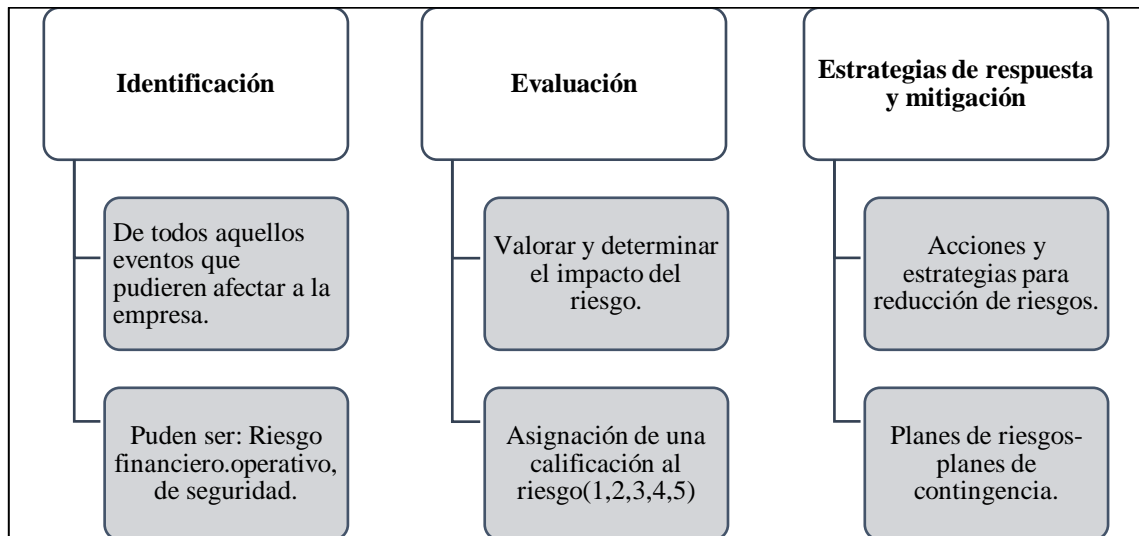 Identificación
De todos aquellos
eventos que
pudieren afectar a la
empresa.
Puden ser: Riesgo
financiero.operativo,
de seguridad.
Evaluación
Valorar y determinar
el impacto del
riesgo.
Asignación de una
calificación al
riesgo(1,2,3,4,5)
Estrategias de respuesta
y mitigación
Acciones y
estrategias para
reducción de riesgos.
Planes de riesgos-
planes de
contingencia.